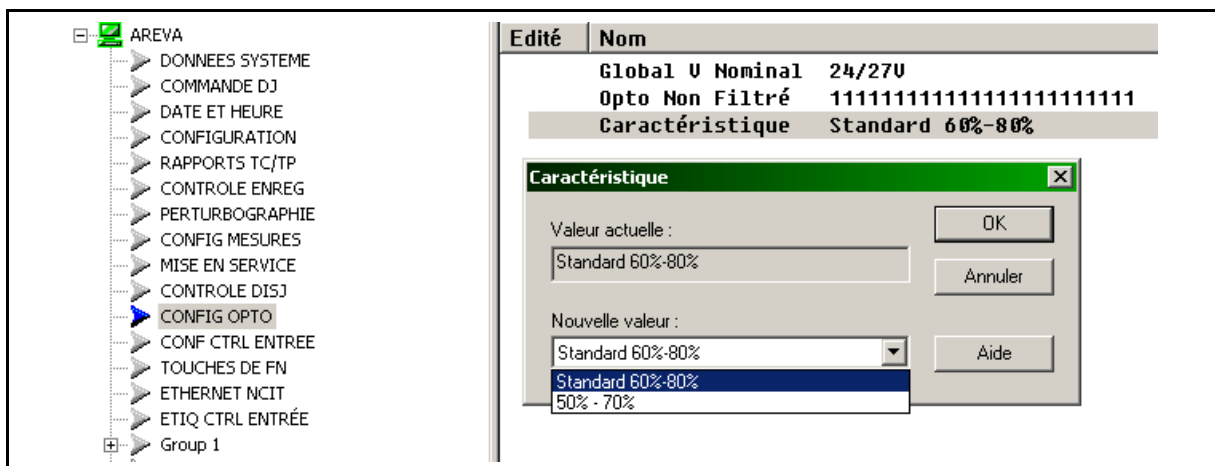 AREVA
DONNEES SYSTEME
COMMANDE DJ
DATE ET HEURE
CONFIGURATION
RAPPORTS TC/TP
CONTROLE ENREG
PERTURBOGRAPHIE
CONFIG MESURES
MISE EN SERVICE
CONTROLE DISJ
CONFIG OPTO
CONF CTRL ENTREE
TOUCHES DE FN
ETHERNET NCIT
ETIQ CTRL ENTRÉE
Group 1
Edité Nom
Global V Nominal 24/27V
Opto Non Filtré 111111111111111111111111
Caractéristique Standard 60%-80%
Caractéristique
Valeur actuelle :
Standard 60%-80%
Nouvelle valeur :
Standard 60%-80%
Standard 60%-80%
50% - 70%
OK
Annuler
Aide